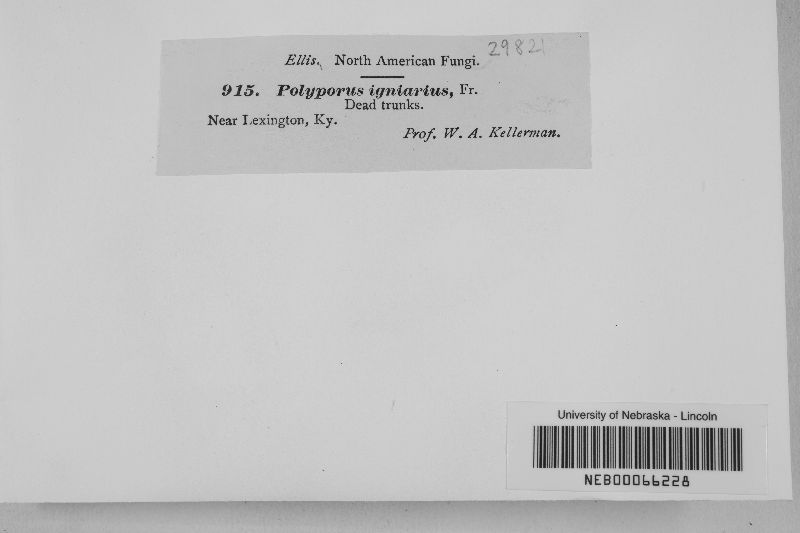 Ellis. North American Fungi. 29821
915. Polyporus igniarius, Fr.
Dead trunks.
Near Lexington, Ky.
Prof. W. A. Kellerman.
University of Nebraska - Lincoln
NEB00066228